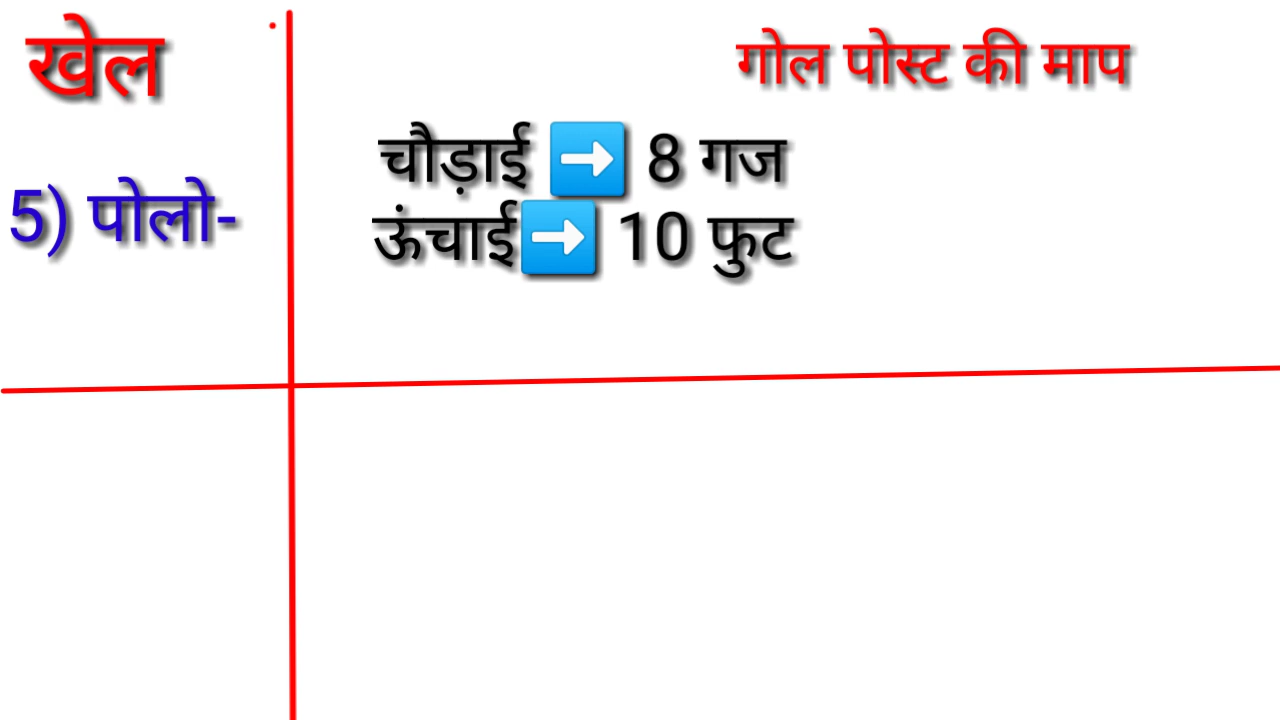 खेल
गोल पोस्ट की माप
5) पोलो-
चौड़ाई ➡️ 8 गज
ऊंचाई➡️ 10 फुट